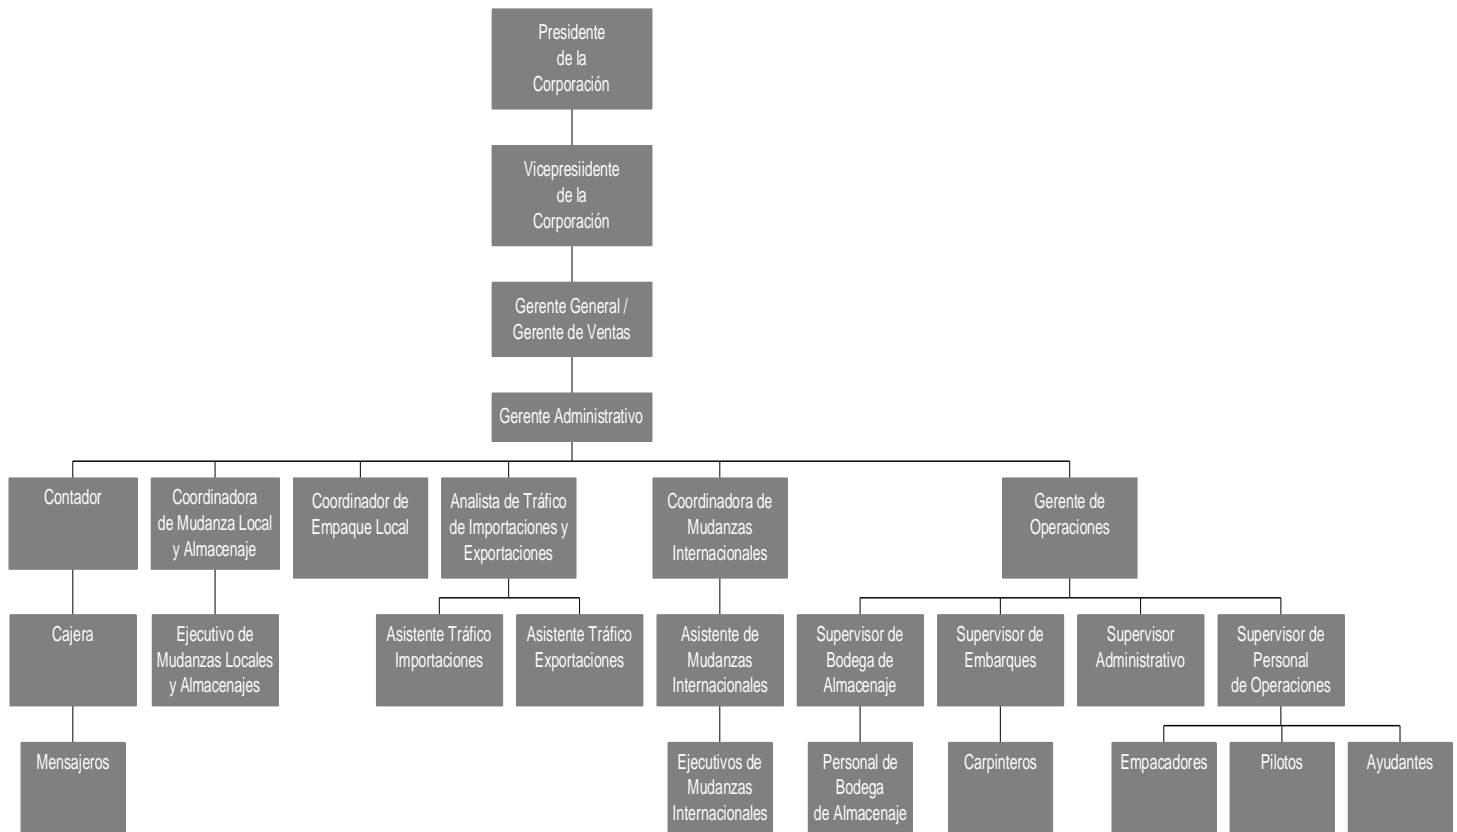 Presidente
de la
Corporación
Vicepresiidente
de la
Corporación
Gerente General /
Gerente de Ventas
Gerente Administrativo
Contador
Coordinadora
de Mudanza Local
y Almacenaje
Coordinador de
Empaque Local
Analista de Tráfico
de Importaciones y
Exportaciones
Coordinadora de
Mudanzas
Internacionales
Gerente de
Operaciones
Cajera
Ejecutivo de
Mudanzas Locales
y Almacenajes
Asistente Tráfico
Importaciones
Asistente Tráfico
Exportaciones
Asistente de
Mudanzas
Internacionales
Supervisor de
Bodega de
Almacenaje
Supervisor de
Embarques
Supervisor
Administrativo
Supervisor de
Personal
de Operaciones
Mensajeros
Ejecutivos de
Mudanzas
Internacionales
Personal de
Bodega
de Almacenaje
Carpinteros
Empacadores
Pilotos
Ayudantes